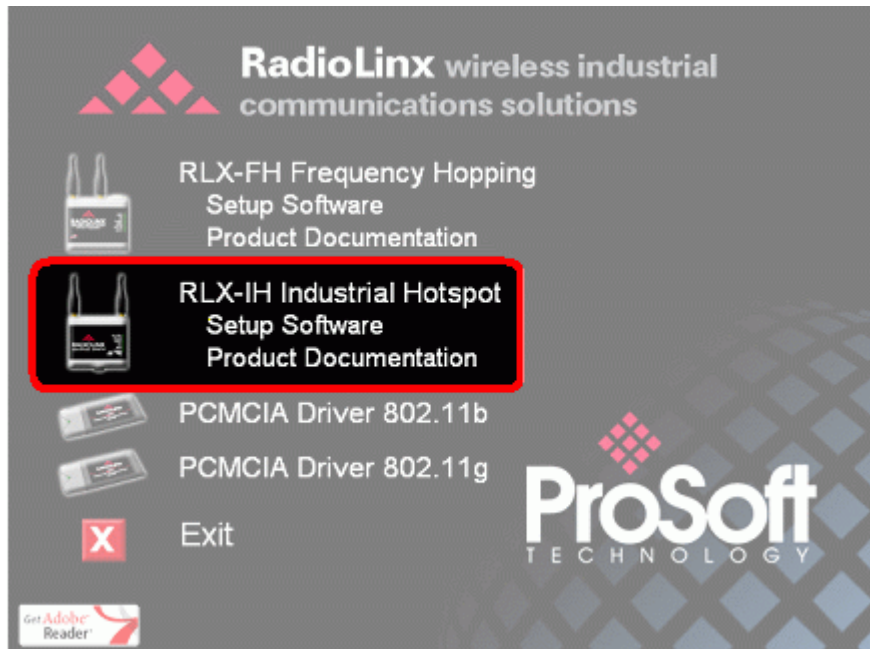 RadioLinx wireless industrial
communications solutions
RLX-FH Frequency Hopping
Setup Software
Product Documentation
RLX-IH Industrial Hotspot
Setup Software
Product Documentation
PCMCIA Driver 802.11b
PCMCIA Driver 802.11g
X Exit
ProSoft
TECHNOLOGY
Get Adobe
Reader